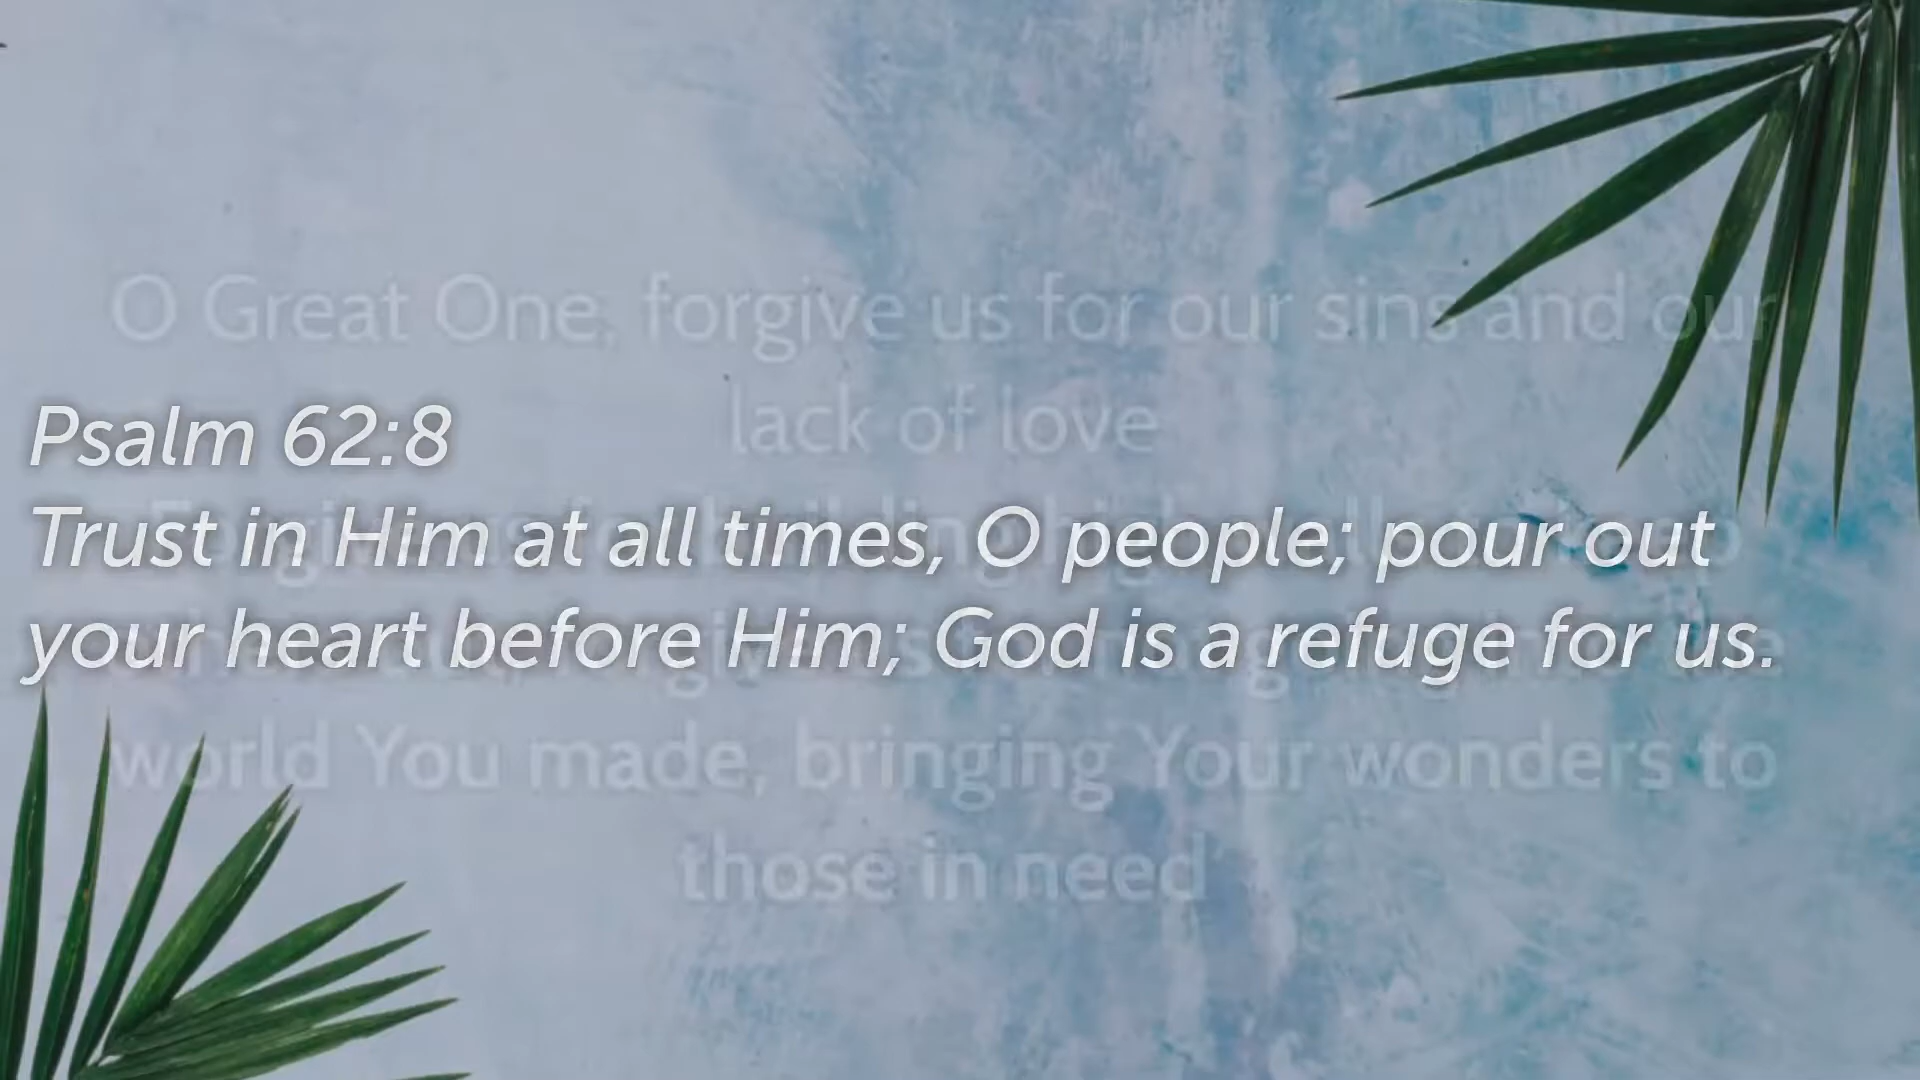 O Great One, forgive us for our sins and our
lack of love
Psalm 62:8
Trust in Him at all times, O people; pour out
your heart before Him; God is a refuge for us.
world You made, bringing Your wonders to
those in need